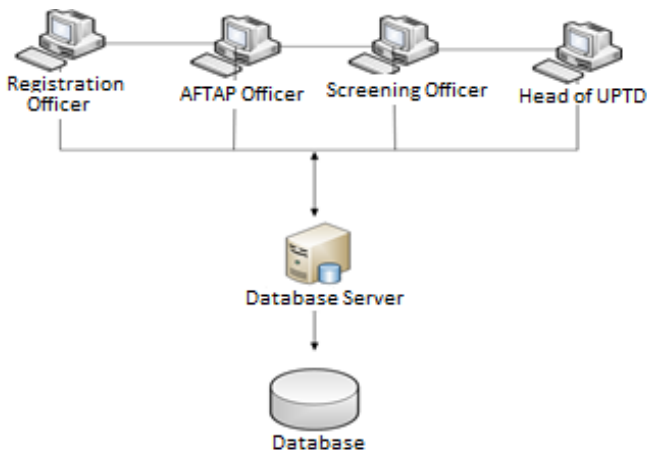 Registration
Officer
AFTAP Officer
Screening Officer
Head of UPTD
Database Server
Database